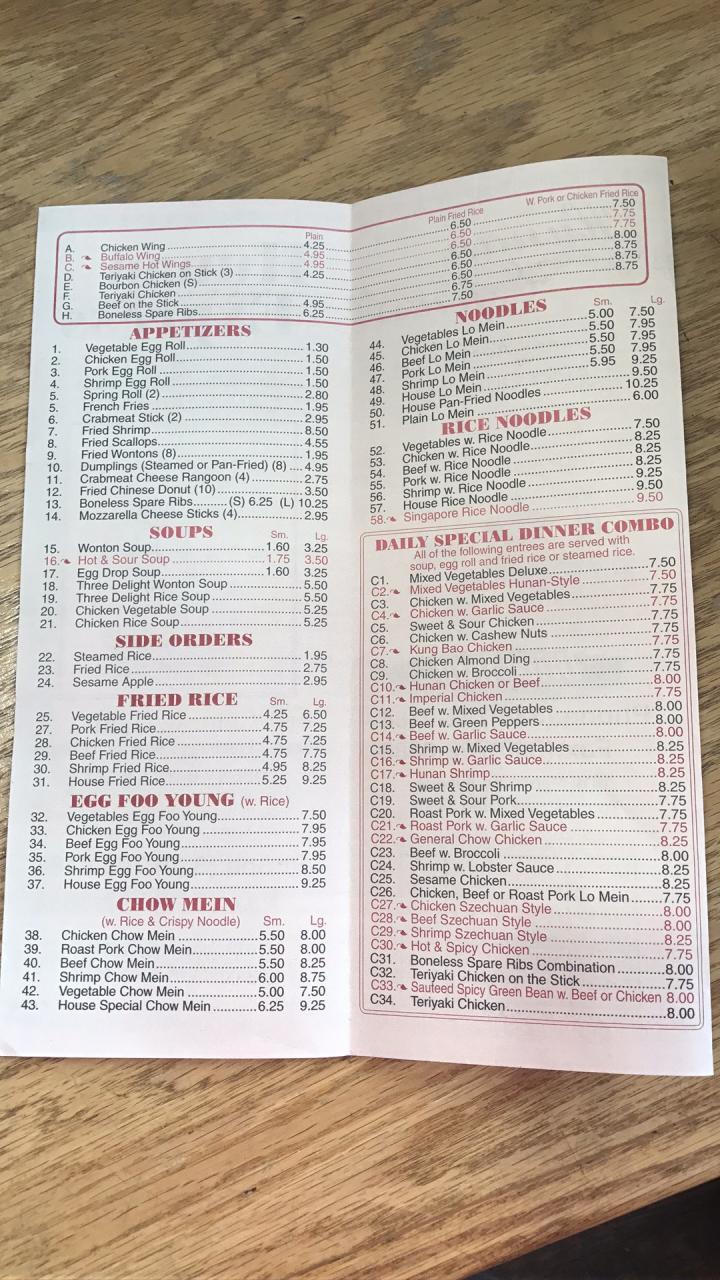 Plain Plain Fried Rice W. Pork or Chicken Fried Rice
A. Chicken Wing 4.25 6.50 7.50
B. Buffalo Wing 4.95 6.50 7.75
C. Sesame Hot Wings 4.95 6.50 7.75
D. Teriyaki Chicken on Stick (3) 4.25 6.50 8.00
E. Bourbon Chicken (S) 6.50 8.75
F. Teriyaki Chicken 6.50 8.75
G. Beef on the Stick 4.95 6.75 8.75
H. Boneless Spare Ribs 6.25 7.50
APPETIZERS
1. Vegetable Egg Roll 1.30
2. Chicken Egg Roll 1.50
3. Pork Egg Roll 1.50
4. Shrimp Egg Roll 1.50
5. Spring Roll (2) 2.80
5. French Fries 1.95
6. Crabmeat Stick (2) 2.95
7. Fried Shrimp 8.50
8. Fried Scallops 4.55
9. Fried Wontons (8) 1.95
10. Dumplings (Steamed or Pan-Fried) (8) 4.95
11. Crabmeat Cheese Rangoon (4) 2.75
12. Fried Chinese Donut (10) 3.50
13. Boneless Spare Ribs (S) 6.25 (L) 10.25
14. Mozzarella Cheese Sticks (4) 2.95
SOUPS Sm. Lg.
15. Wonton Soup 1.60 3.25
16. Hot & Sour Soup 1.75 3.50
17. Egg Drop Soup 1.60 3.25
18. Three Delight Wonton Soup 5.50
19. Three Delight Rice Soup 5.50
20. Chicken Vegetable Soup 5.25
21. Chicken Rice Soup 5.25
SIDE ORDERS
22. Steamed Rice 1.95
23. Fried Rice 2.75
24. Sesame Apple 2.95
FRIED RICE Sm. Lg.
25. Vegetable Fried Rice 4.25 6.50
27. Pork Fried Rice 4.75 7.25
28. Chicken Fried Rice 4.75 7.25
29. Beef Fried Rice 4.75 7.75
30. Shrimp Fried Rice 4.95 8.25
31. House Fried Rice 5.25 9.25
EGG FOO YOUNG (w. Rice)
32. Vegetables Egg Foo Young 7.50
33. Chicken Egg Foo Young 7.95
34. Beef Egg Foo Young 7.95
35. Pork Egg Foo Young 7.95
36. Shrimp Egg Foo Young 8.50
37. House Egg Foo Young 9.25
CHOW MEIN
(w. Rice & Crispy Noodle) Sm. Lg.
38. Chicken Chow Mein 5.50 8.00
39. Roast Pork Chow Mein 5.50 8.00
40. Beef Chow Mein 5.50 8.25
41. Shrimp Chow Mein 6.00 8.75
42. Vegetable Chow Mein 5.00 7.50
43. House Special Chow Mein 6.25 9.25
NOODLES Sm. Lg.
44. Vegetables Lo Mein 5.00 7.50
45. Chicken Lo Mein 5.50 7.95
46. Beef Lo Mein 5.50 7.95
47. Pork Lo Mein 5.50 7.95
48. Shrimp Lo Mein 5.95 9.25
49. House Lo Mein 9.50
50. House Pan-Fried Noodles 10.25
51. Plain Lo Mein 6.00
RICE NOODLES
52. Vegetables w. Rice Noodle 7.50
53. Chicken w. Rice Noodle 8.25
54. Beef w. Rice Noodle 8.25
55. Pork w. Rice Noodle 8.25
56. Shrimp w. Rice Noodle 9.25
57. House Rice Noodle 9.50
58. Singapore Rice Noodle 9.50
DAILY SPECIAL DINNER COMBO
All of the following entrees are served with
soup, egg roll and fried rice or steamed rice.
C1. Mixed Vegetables Deluxe 7.50
C2. Mixed Vegetables Hunan-Style 7.50
C3. Chicken w. Mixed Vegetables 7.75
C4. Chicken w. Garlic Sauce 7.75
C5. Sweet & Sour Chicken 7.75
C6. Chicken w. Cashew Nuts 7.75
C7. Kung Bao Chicken 7.75
C8. Chicken Almond Ding 7.75
C9. Chicken w. Broccoli 7.75
C10. Hunan Chicken or Beef 8.00
C11. Imperial Chicken 7.75
C12. Beef w. Mixed Vegetables 8.00
C13. Beef w. Green Peppers 8.00
C14. Beef w. Garlic Sauce 8.00
C15. Shrimp w. Mixed Vegetables 8.25
C16. Shrimp w. Garlic Sauce 8.25
C17. Hunan Shrimp 8.25
C18. Sweet & Sour Shrimp 8.25
C19. Sweet & Sour Pork 7.75
C20. Roast Pork w. Mixed Vegetables 7.75
C21. Roast Pork w. Garlic Sauce 7.75
C22. General Chow Chicken 8.25
C23. Beef w. Broccoli 8.00
C24. Shrimp w. Lobster Sauce 8.25
C25. Sesame Chicken 8.25
C26. Chicken, Beef or Roast Pork Lo Mein 7.75
C27. Chicken Szechuan Style 8.00
C28. Beef Szechuan Style 8.00
C29. Shrimp Szechuan Style 8.25
C30. Hot & Spicy Chicken 7.75
C31. Boneless Spare Ribs Combination 8.00
C32. Teriyaki Chicken on the Stick 7.75
C33. Sauteed Spicy Green Bean w. Beef or Chicken 8.00
C34. Teriyaki Chicken 8.00